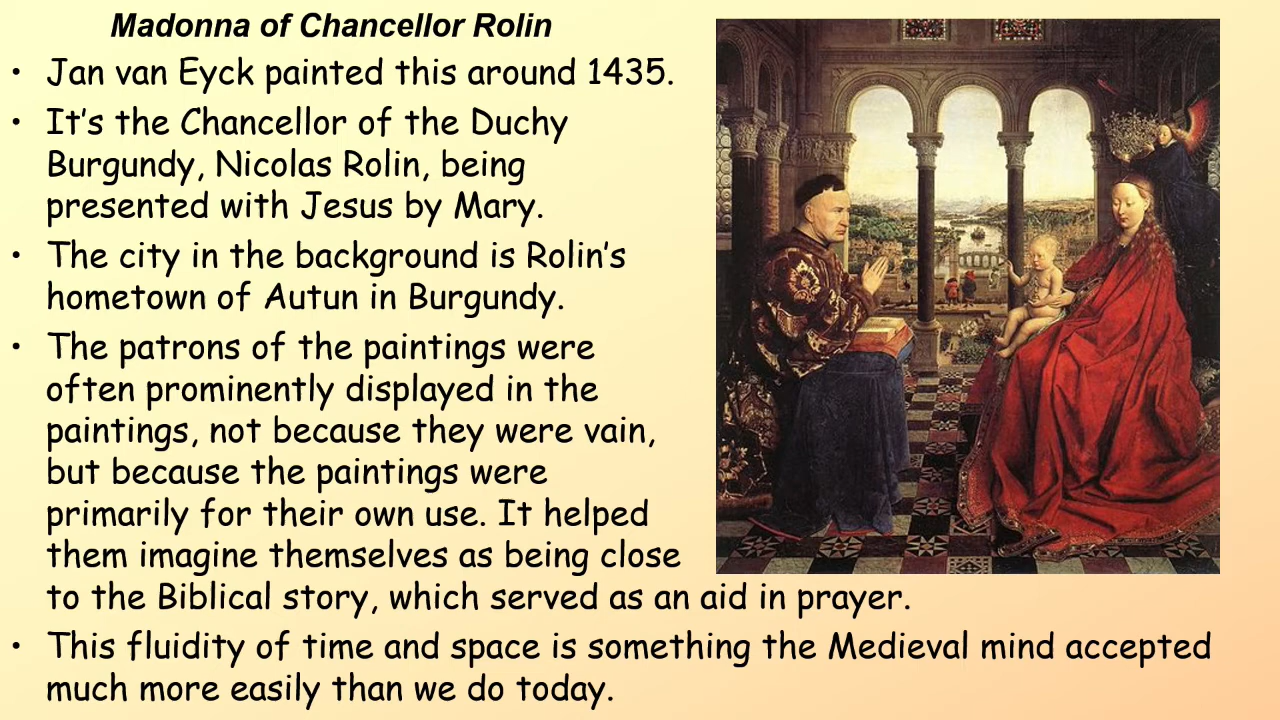 Madonna of Chancellor Rolin
• Jan van Eyck painted this around 1435.
• It's the Chancellor of the Duchy
Burgundy, Nicolas Rolin, being
presented with Jesus by Mary.
• The city in the background is Rolin's
hometown of Autun in Burgundy.
• The patrons of the paintings were
often prominently displayed in the
paintings, not because they were vain,
but because the paintings were
primarily for their own use. It helped
them imagine themselves as being close
to the Biblical story, which served as an aid in prayer.
• This fluidity of time and space is something the Medieval mind accepted
much more easily than we do today.